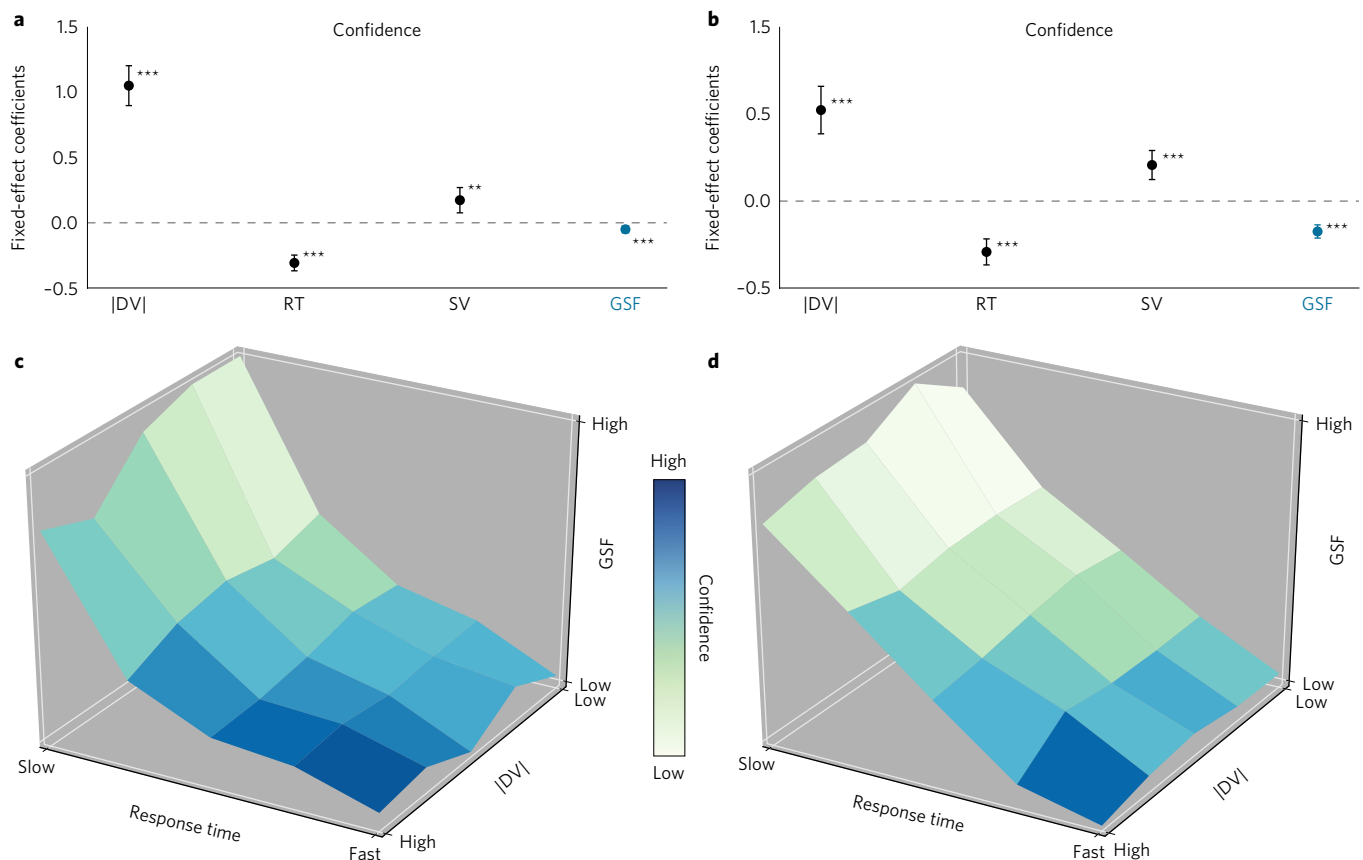 a
Confidence
1.5
1.0
0.5
0.0
−0.5
Fixed-effect coefficients
***
***
**
***
|DV|
RT
SV
GSF
b
Confidence
1.5
0.5
0.0
−0.5
Fixed-effect coefficients
***
***
***
***
|DV|
RT
SV
GSF
c
High
GSF
Low
Low
|DV|
High
Fast
Response time
Slow
High
Confidence
Low
d
High
GSF
Low
Low
|DV|
High
Fast
Response time
Slow